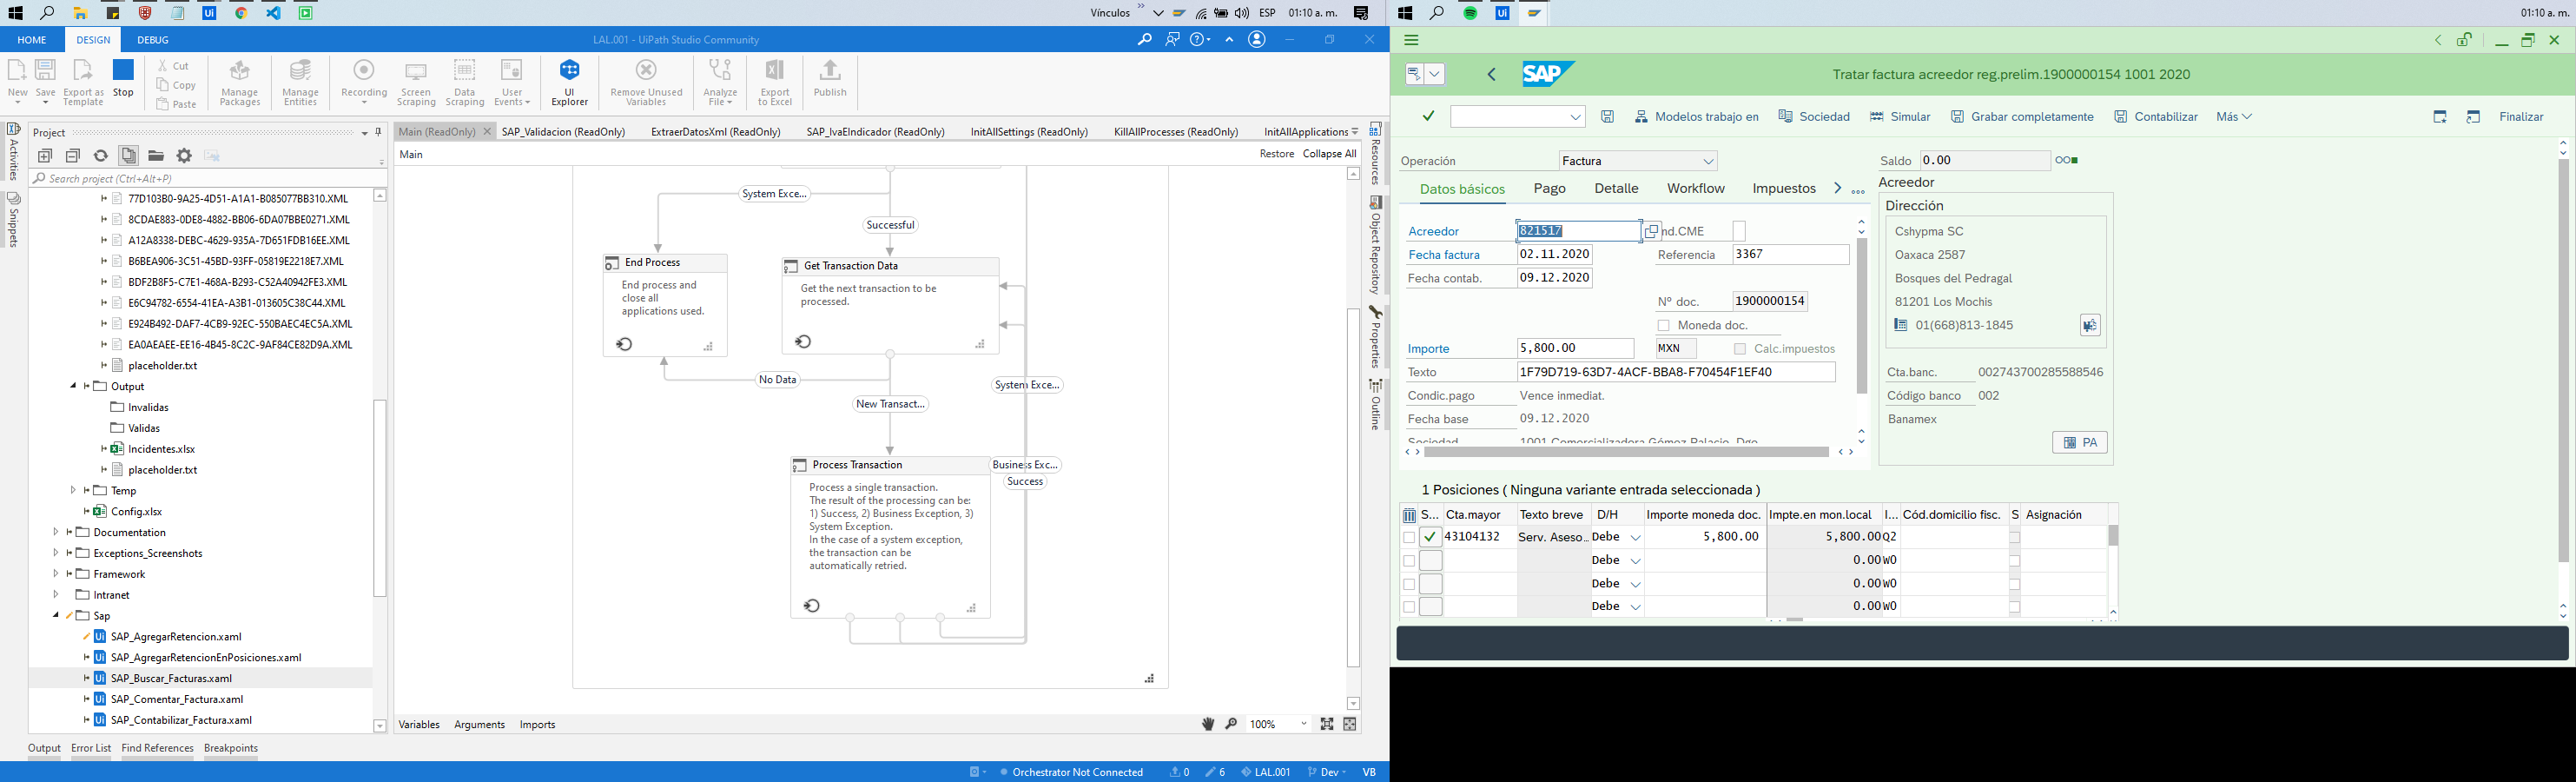 Vínculos
ESP
01:10 a. m.
HOME
DESIGN
DEBUG
LAL.001 - UiPath Studio Community
New
Save
Export as Template
Stop
Cut
Copy
Paste
Manage Packages
Manage Entities
Recording
Screen Scraping
Data Scraping
User Events
UI Explorer
Remove Unused Variables
Analyze File
Export to Excel
Publish
Activities
Snippets
Project
Search project (Ctrl+Alt+P)
77D103B0-9A25-4D51-A1A1-B085077BB310.XML
8CDAE883-0DE8-4882-BB06-6DA07BBE0271.XML
A12A8338-DEBC-4629-935A-7D651FDB16EE.XML
B6BEA906-3C51-45BD-93FF-05819E2218E7.XML
BDF2B8F5-C7E1-468A-B293-C52A40942FE3.XML
E6C94782-6554-41EA-A3B1-013605C38C44.XML
E924B492-DAF7-4CB9-92EC-550BAEC4EC5A.XML
EA0AEAEE-EE16-4B45-8C2C-9AF84CE82D9A.XML
placeholder.txt
Output
Invalidas
Validas
Incidentes.xlsx
placeholder.txt
Temp
Config.xlsx
Documentation
Exceptions_Screenshots
Framework
Intranet
Sap
SAP_AgregarRetencion.xaml
SAP_AgregarRetencionEnPosiciones.xaml
SAP_Buscar_Facturas.xaml
SAP_Comentar_Factura.xaml
SAP_Contabilizar_Factura.xaml
Output
Error List
Find References
Breakpoints
Main (ReadOnly)
SAP_Validacion (ReadOnly)
ExtraerDatosXml (ReadOnly)
SAP_IvaEIndicador (ReadOnly)
InitAllSettings (ReadOnly)
KillAllProcesses (ReadOnly)
InitAllApplications
Main
Restore
Collapse All
System Exce...
Successful
End Process
End process and close all applications used.
Get Transaction Data
Get the next transaction to be processed.
No Data
New Transact...
System Exce...
Process Transaction
Process a single transaction.
The result of the processing can be:
1) Success, 2) Business Exception, 3)
System Exception.
In the case of a system exception,
the transaction can be
automatically retried.
Business Exc...
Success
Variables
Arguments
Imports
100%
Resources
Object Repository
Properties
Outline
Orchestrator Not Connected
0
6
LAL.001
Dev
VB
01:10 a. m.
SAP
Tratar factura acreedor reg.prelim.1900000154 1001 2020
Modelos trabajo en
Sociedad
Simular
Grabar completamente
Contabilizar
Más
Finalizar
Operación
Factura
Saldo
0.00
Datos básicos
Pago
Detalle
Workflow
Impuestos
Acreedor
821517
nd.CME
Fecha factura
02.11.2020
Referencia
3367
Fecha contab.
09.12.2020
Nº doc.
1900000154
Moneda doc.
Importe
5,800.00
MXN
Calc.impuestos
Texto
1F79D719-63D7-4ACF-BBA8-F70454F1EF40
Condic.pago
Vence inmediat.
Fecha base
09.12.2020
Sociedad
1001 Comercializadora Gómez Palacio, Dgo
Acreedor
Dirección
Cshypma SC
Oaxaca 2587
Bosques del Pedragal
81201 Los Mochis
01(668)813-1845
Cta.banc.
002743700285588546
Código banco
002
Banamex
PA
1 Posiciones ( Ninguna variante entrada seleccionada )
S... Cta.mayor Texto breve D/H Importe moneda doc. Impte.en mon.local I... Cód.domicilio fisc. S Asignación
43104132 Serv. Aseso... Debe 5,800.00 5,800.00 Q2
Debe 0.00 W0
Debe 0.00 W0
Debe 0.00 W0